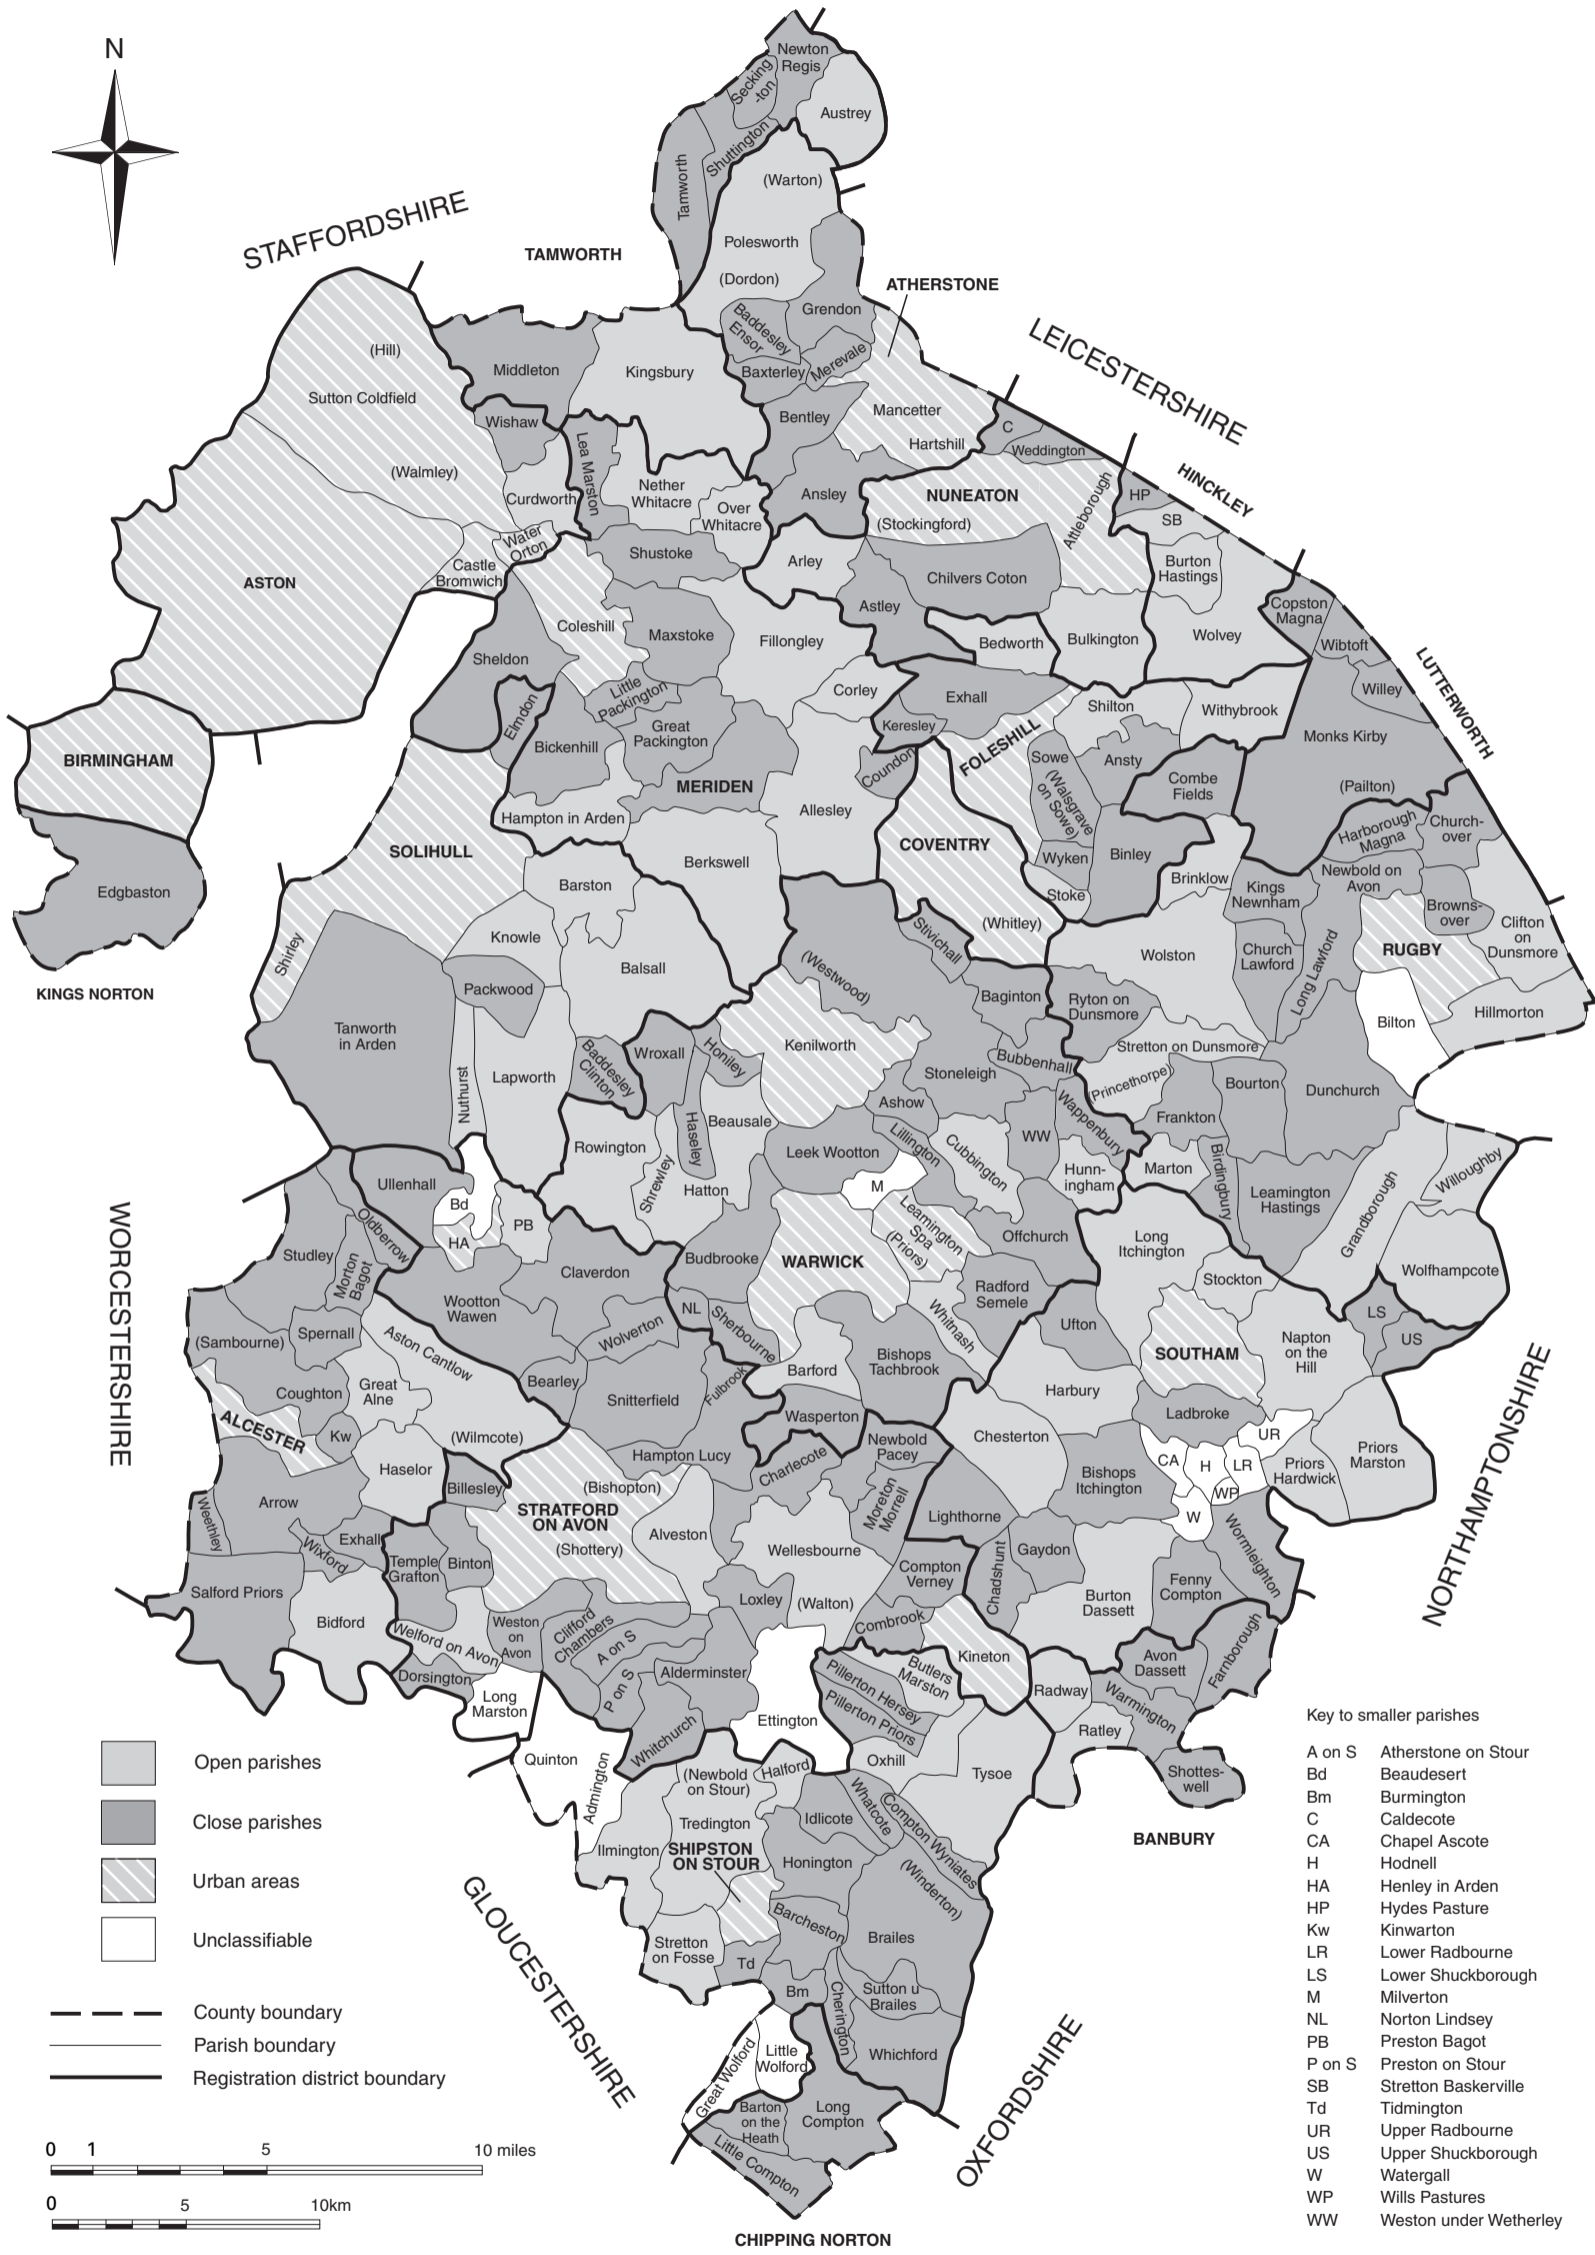 N
Newton
Regis
Secking
-ton
Austrey
Shuttington
Tamworth
(Warton)
STAFFORDSHIRE
TAMWORTH
Polesworth
(Dordon)
ATHERSTONE
Grendon
Baddesley
Ensor
Merevale
Baxterley
LEICESTERSHIRE
(Hill)
Middleton
Kingsbury
Sutton Coldfield
Mancetter
Bentley
Hartshill
Wishaw
C
Weddington
Lea Marston
(Walmley)
Curdworth
Nether
Whitacre
Over
Whitacre
Ansley
NUNEATON
(Stockingford)
Attleborough
HINCKLEY
HP
SB
Water
Orton
Castle
Bromwich
Shustoke
Arley
Burton
Hastings
ASTON
Chilvers Coton
Astley
Copston
Magna
Coleshill
Maxstoke
Fillongley
Bedworth
Bulkington
Wolvey
Wibtoft
Sheldon
Willey
LUTTERWORTH
Little
Packington
Corley
Exhall
Shilton
Withybrook
Elmdon
Bickenhill
Great
Packington
Keresley
FOLESHILL
Monks Kirby
BIRMINGHAM
Coundon
Sowe
(Walsgrave
on Sowe)
Ansty
Combe
Fields
MERIDEN
(Pailton)
Hampton in Arden
Allesley
Harborough
Magna
Church-
over
SOLIHULL
COVENTRY
Berkswell
Wyken
Binley
Edgbaston
Barston
Stoke
Brinklow
Kings
Newnham
Newbold on
Avon
Browns-
over
(Whitley)
Clifton
on
Dunsmore
Shirley
Knowle
Stivichall
Wolston
Church
Lawford
Long Lawford
RUGBY
Balsall
(Westwood)
KINGS NORTON
Packwood
Baginton
Ryton on
Dunsmore
Hillmorton
Bilton
Tanworth
in Arden
Kenilworth
Wroxall
Honiley
Baddesley
Clinton
Bubbenhall
Stretton on Dunsmore
Lapworth
Nuthurst
Stoneleigh
(Princethorpe)
Bourton
Dunchurch
Ashow
Wappenbury
Frankton
Beausale
Haseley
Rowington
Leek Wootton
Lillington
Cubbington
WW
Birdingbury
Willoughby
Hunn-
ingham
Marton
Ullenhall
Shrewley
Hatton
M
Leamington
Hastings
Grandborough
Bd
PB
HA
WORCESTERSHIRE
Oldberrow
Leamington
Spa
(Priors)
Offchurch
Long
Itchington
Studley
Morton
Bagot
Claverdon
Budbrooke
WARWICK
Stockton
Wolfhampcote
Radford
Semele
Wootton
Wawen
NL
Sherbourne
Whitnash
Ufton
LS
US
(Sambourne)
Spernall
Aston Cantlow
Wolverton
SOUTHAM
Napton
on the
Hill
Barford
Bishops
Tachbrook
Coughton
Great
Alne
Bearley
Snitterfield
Fulbrook
Harbury
NORTHAMPTONSHIRE
Wasperton
Ladbroke
ALCESTER
Kw
(Wilmcote)
Hampton Lucy
Newbold
Pacey
Chesterton
UR
CA
H
LR
Priors
Hardwick
Priors
Marston
Haselor
Billesley
(Bishopton)
Charlecote
Bishops
Itchington
WP
Arrow
STRATFORD
ON AVON
(Shottery)
Moreton
Morrell
Lighthorne
W
Weethley
Alveston
Wellesbourne
Wormleighton
Exhall
Wixford
Temple
Grafton
Binton
Compton
Verney
Chadshunt
Gaydon
Fenny
Compton
Salford Priors
Bidford
Loxley
(Walton)
Combrook
Burton
Dassett
Welford on Avon
Weston
on
Avon
Clifford
Chambers
A on S
Kineton
Farnborough
Avon
Dassett
Dorsington
P on S
Alderminster
Butlers
Marston
Radway
Long
Marston
Pillerton Hersey
Warmington
Whitchurch
Ettington
Pillerton Priors
Ratley
Open parishes
Quinton
Admington
(Newbold
on Stour)
Halford
Oxhill
Tysoe
Shottes-
well
Close parishes
Tredington
Idlicote
Whatcote
Compton Wyniates
BANBURY
Ilmington
SHIPSTON
ON STOUR
Honington
(Winderton)
Urban areas
Barcheston
Brailes
Unclassifiable
GLOUCESTERSHIRE
Stretton
on Fosse
Td
Bm
Cherington
Sutton u
Brailes
County boundary
Parish boundary
Registration district boundary
Great Wolford
Little
Wolford
Whichford
OXFORDSHIRE
Barton
on the
Heath
Long
Compton
Little Compton
CHIPPING NORTON
0 1 5 10 miles
0 5 10km
Key to smaller parishes
A on S Atherstone on Stour
Bd Beaudesert
Bm Burmington
C Caldecote
CA Chapel Ascote
H Hodnell
HA Henley in Arden
HP Hydes Pasture
Kw Kinwarton
LR Lower Radbourne
LS Lower Shuckborough
M Milverton
NL Norton Lindsey
PB Preston Bagot
P on S Preston on Stour
SB Stretton Baskerville
Td Tidmington
UR Upper Radbourne
US Upper Shuckborough
W Watergall
WP Wills Pastures
WW Weston under Wetherley